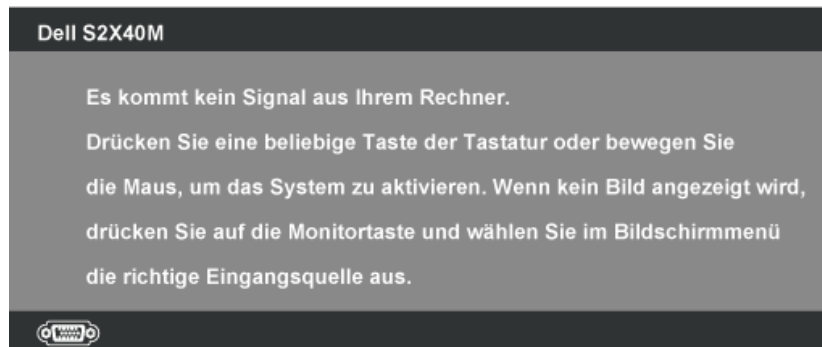 Dell S2X40M
Es kommt kein Signal aus Ihrem Rechner.
Drücken Sie eine beliebige Taste der Tastatur oder bewegen Sie
die Maus, um das System zu aktivieren. Wenn kein Bild angezeigt wird,
drücken Sie auf die Monitortaste und wählen Sie im Bildschirmmenü
die richtige Eingangsquelle aus.